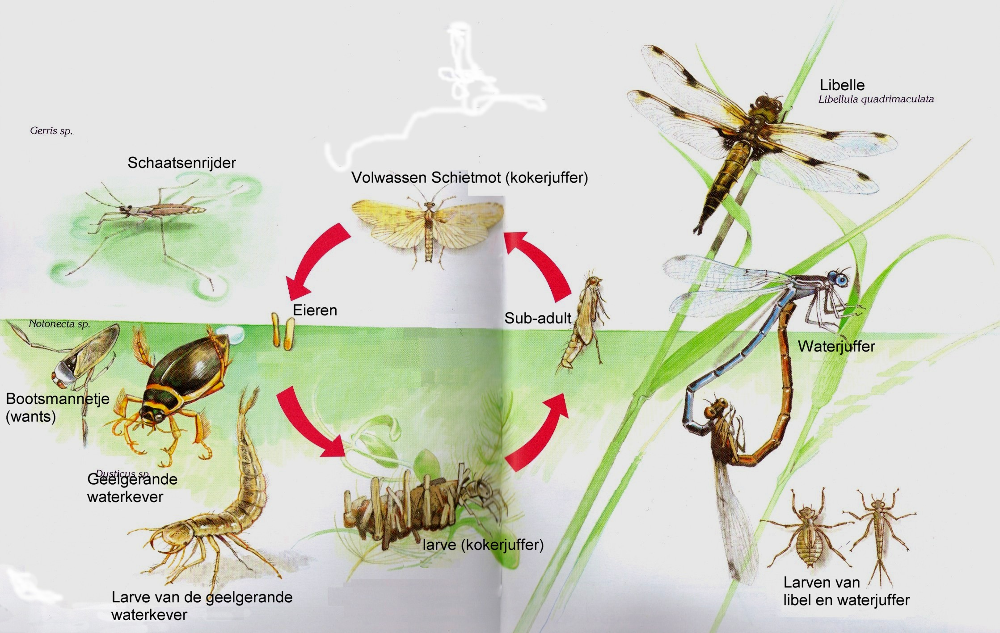 Libelle
Libellula quadrimaculata
Gerris sp.
Schaatsenrijder
Volwassen Schietmot (kokerjuffer)
Eieren
Sub-adult
Notonecta sp.
Waterjuffer
Bootsmannetje
(wants)
Dysticus sp.
Geelgerande
waterkever
larve (kokerjuffer)
Larven van
libel en waterjuffer
Larve van de geelgerande
waterkever